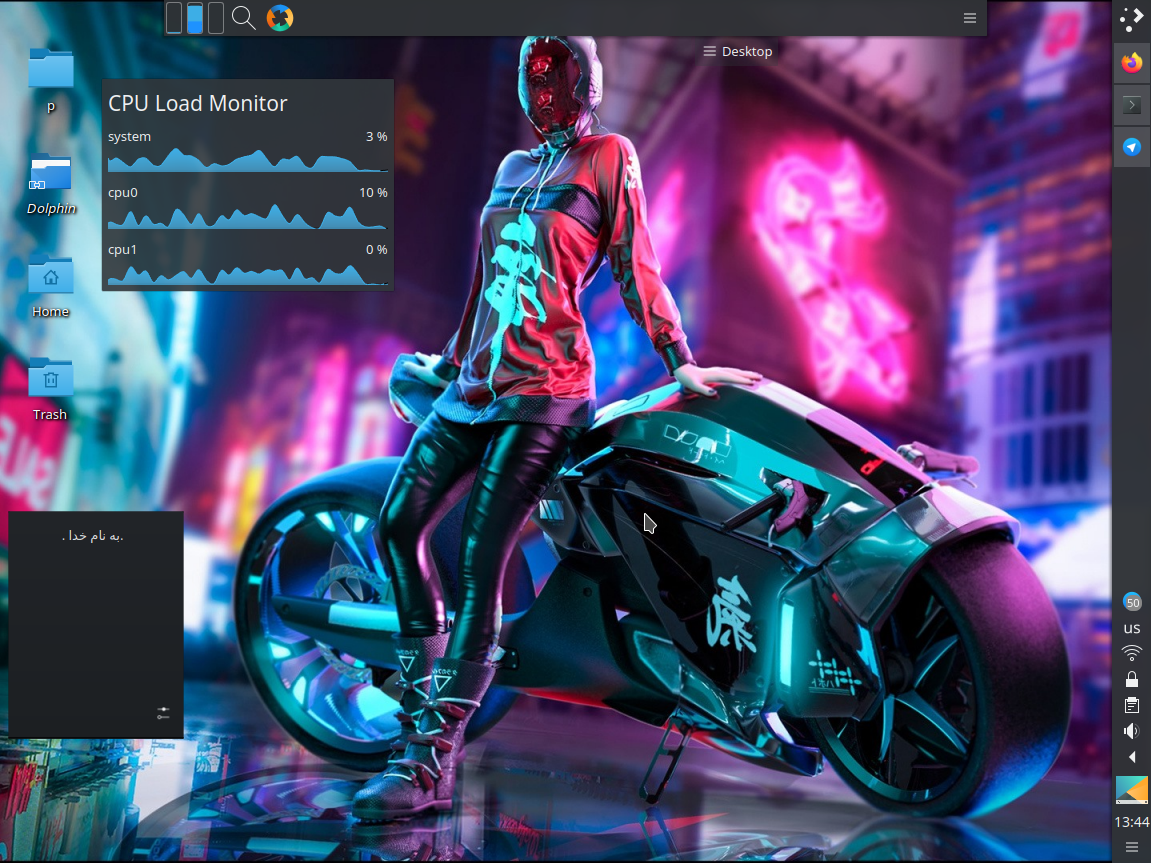 Desktop
p
CPU Load Monitor
system 3 %
cpu0 10 %
cpu1 0 %
Dolphin
Home
Trash
.به نام خدا .
50
us
13:44